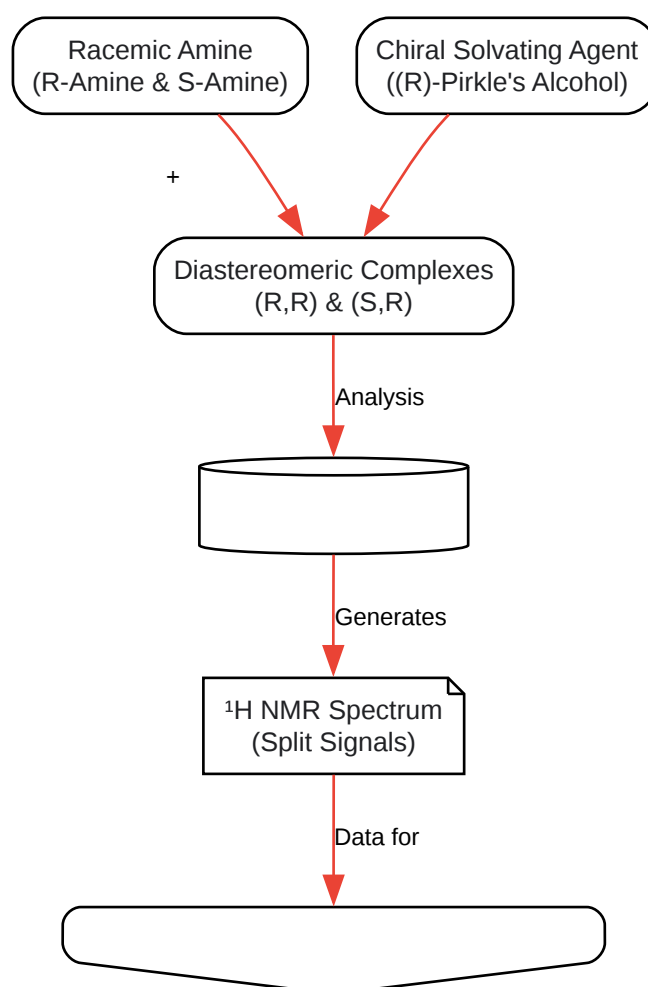 Racemic Amine
(R-Amine & S-Amine)
Chiral Solvating Agent
((R)-Pirkle's Alcohol)
+
Diastereomeric Complexes
(R,R) & (S,R)
Analysis
Generates
¹H NMR Spectrum
(Split Signals)
Data for